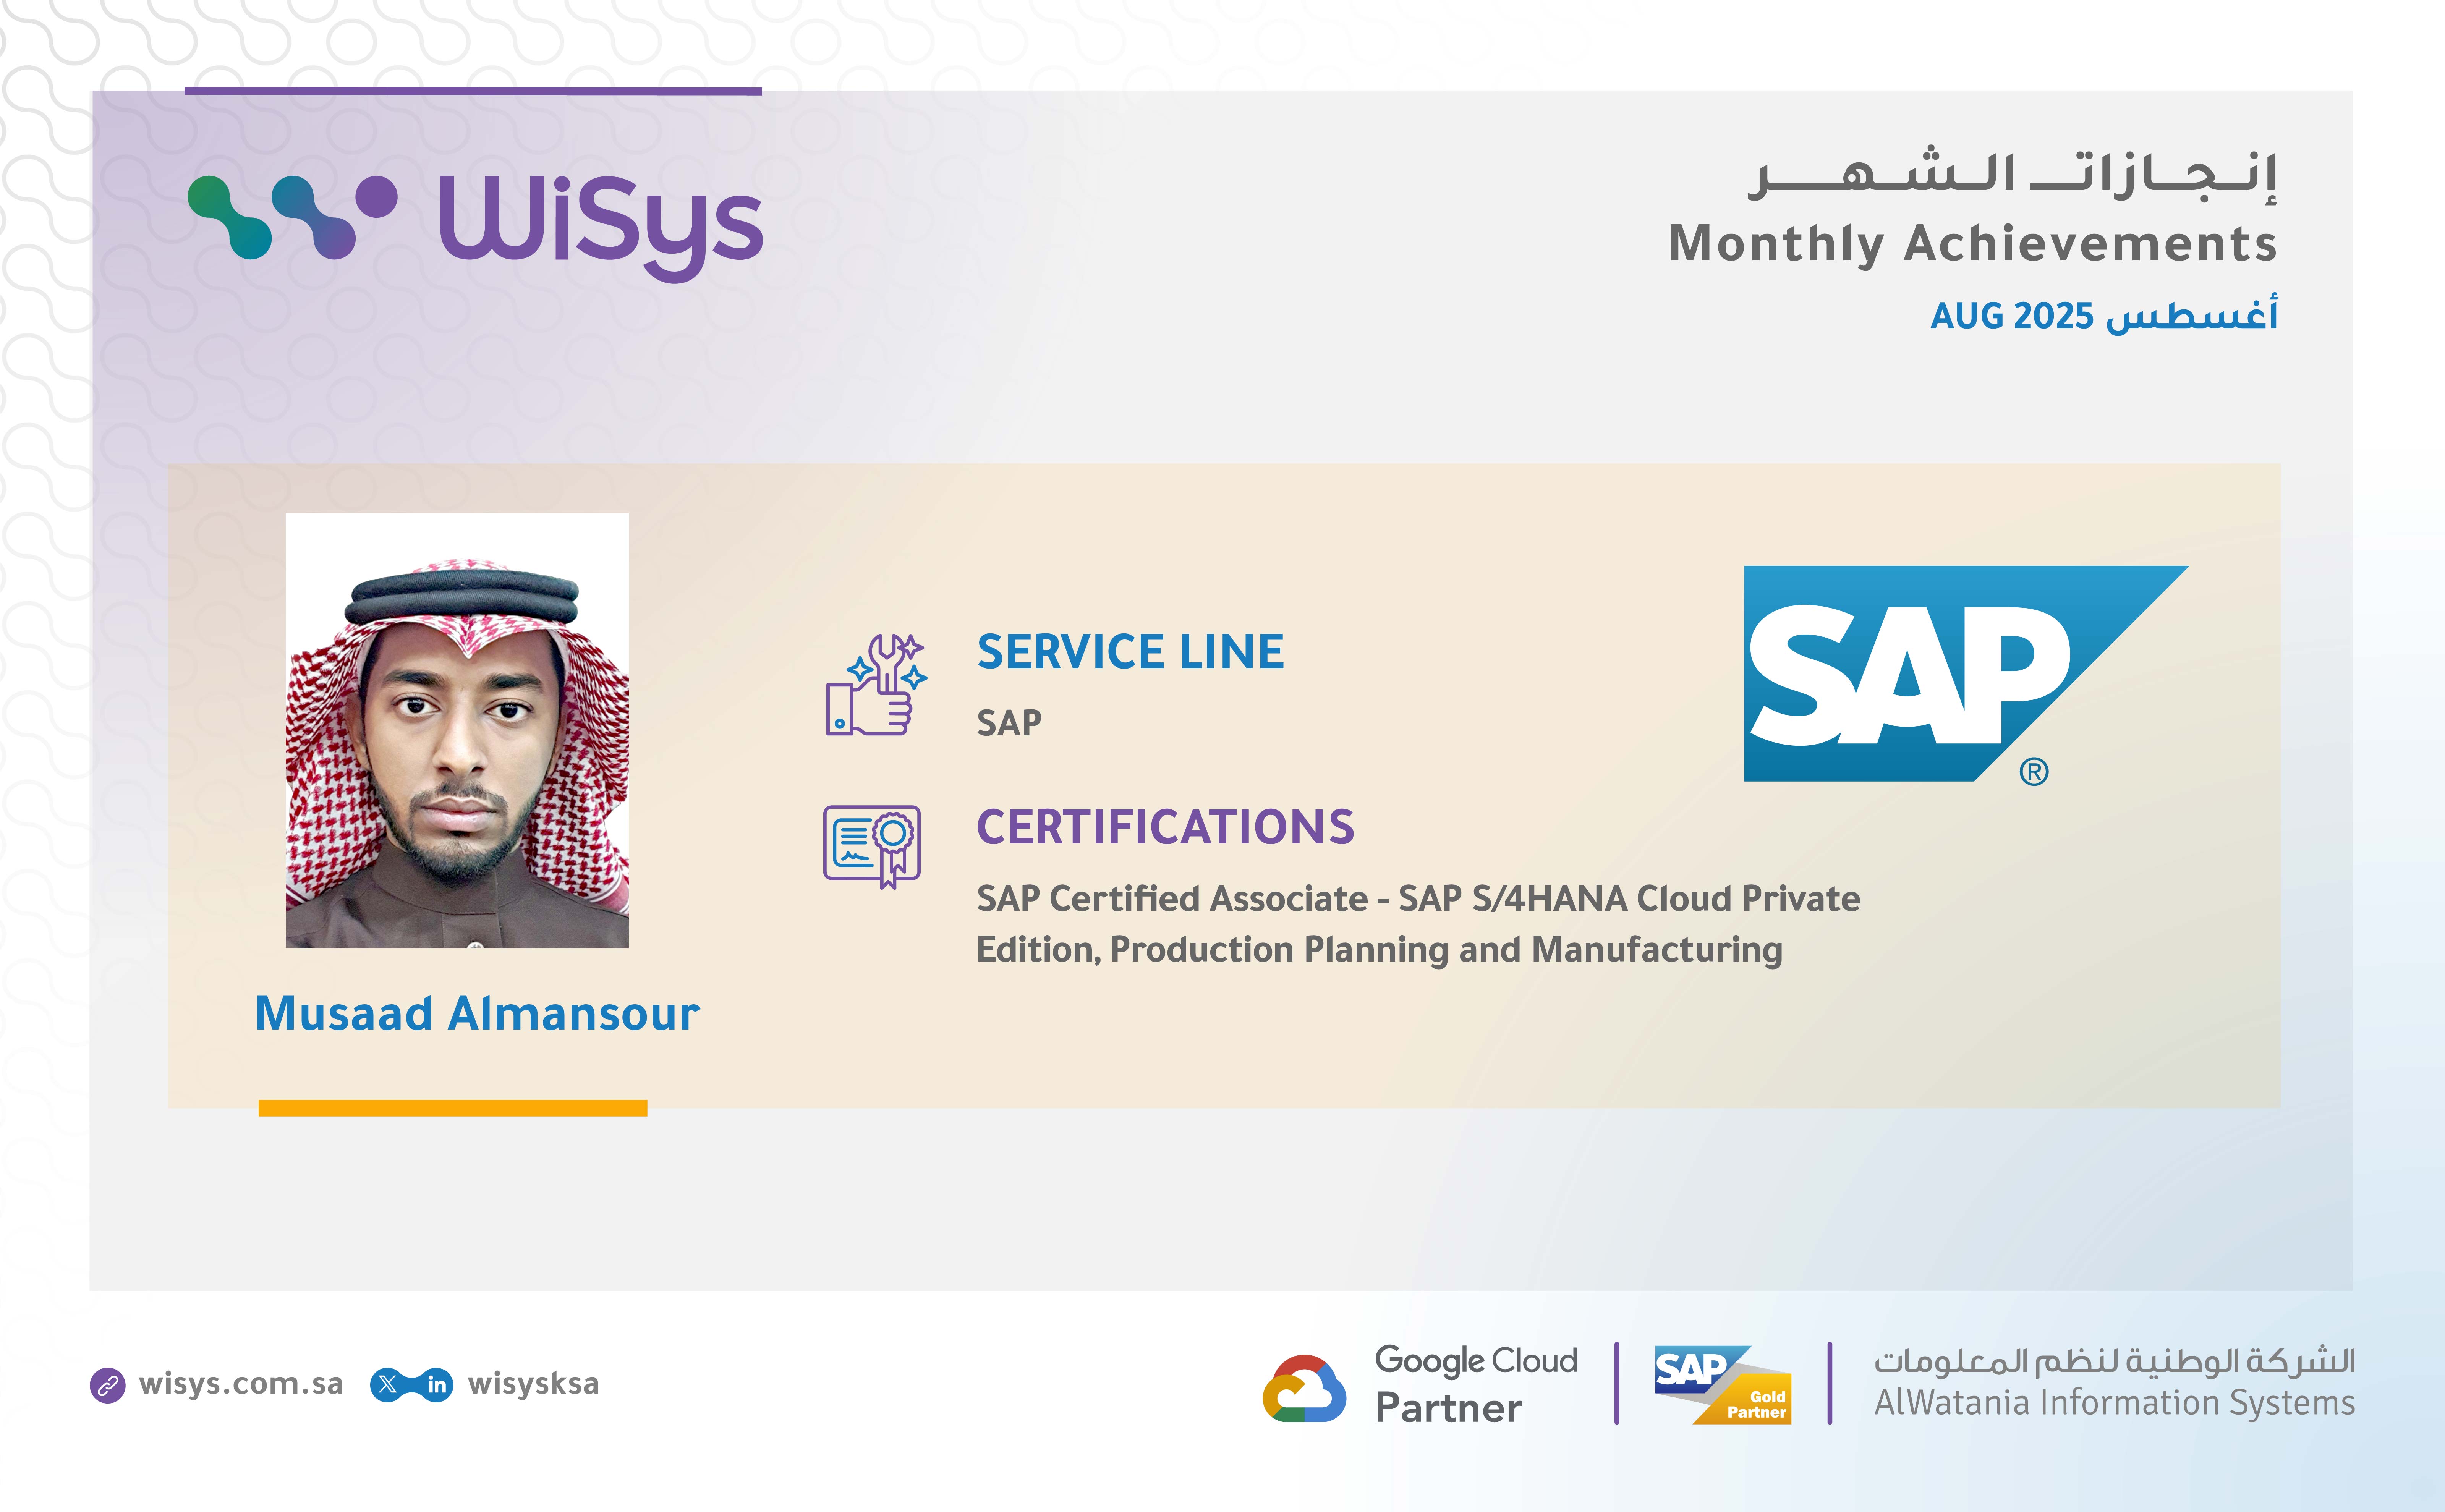 WiSys
إنجازات الشهر
Monthly Achievements
أغسطس AUG 2025
SERVICE LINE
SAP
SAP
®
CERTIFICATIONS
SAP Certified Associate - SAP S/4HANA Cloud Private
Edition, Production Planning and Manufacturing
Musaad Almansour
wisys.com.sa
X in wisysksa
Google Cloud
Partner
SAP
Gold
Partner
الشركة الوطنية لنظم المعلومات
AlWatania Information Systems